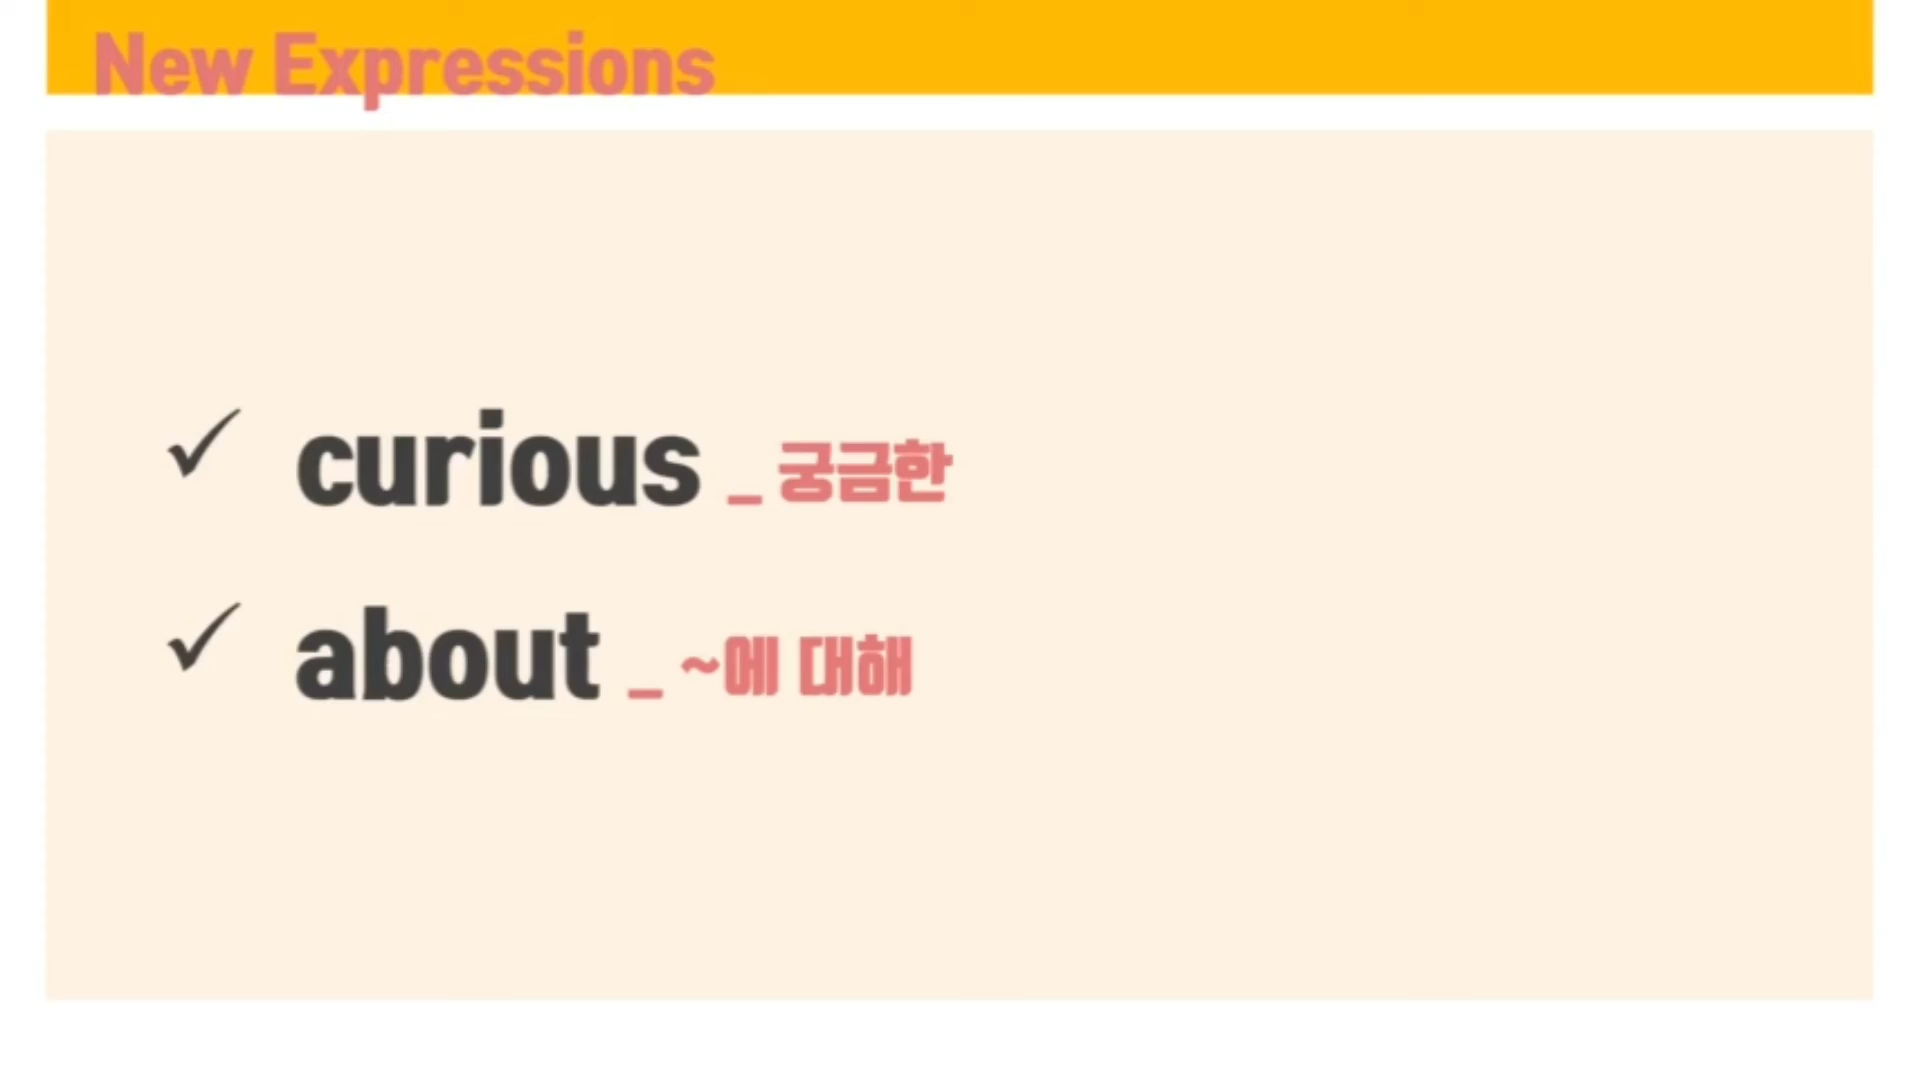 New Expressions
✓ curious _ 궁금한
✓ about _ ~에 대해